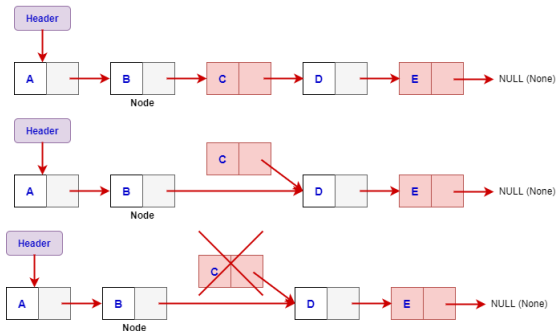 Header
A B C D E NULL (None)
Node
Header
C
A B D E NULL (None)
Node
Header
C
A B D E NULL (None)
Node